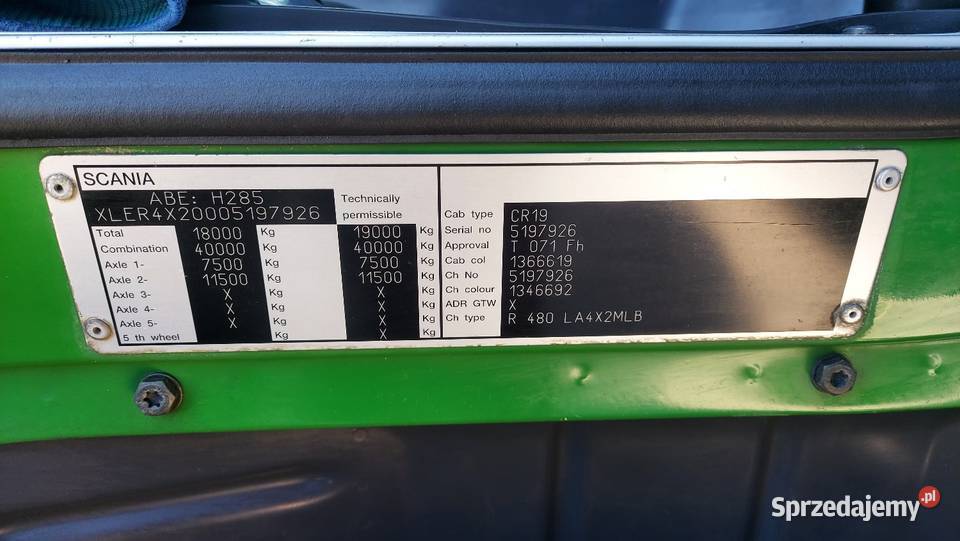 SCANIA
ABE: H285
XLER4X20005197926
Technically
permissible
Total 18000 Kg 19000 Kg
Combination 40000 Kg 40000 Kg
Axle 1- 7500 Kg 7500 Kg
Axle 2- 11500 Kg 11500 Kg
Axle 3- X Kg X Kg
Axle 4- X Kg X Kg
Axle 5- X Kg X Kg
5 th wheel Kg X Kg
Cab type CR19
Serial no 5197926
Approval T 071 Fh
Cab col 1366619
Ch No 5197926
Ch colour 1346692
ADR GTW X
Ch type R 480 LA4X2MLB
Sprzedajemy.pl